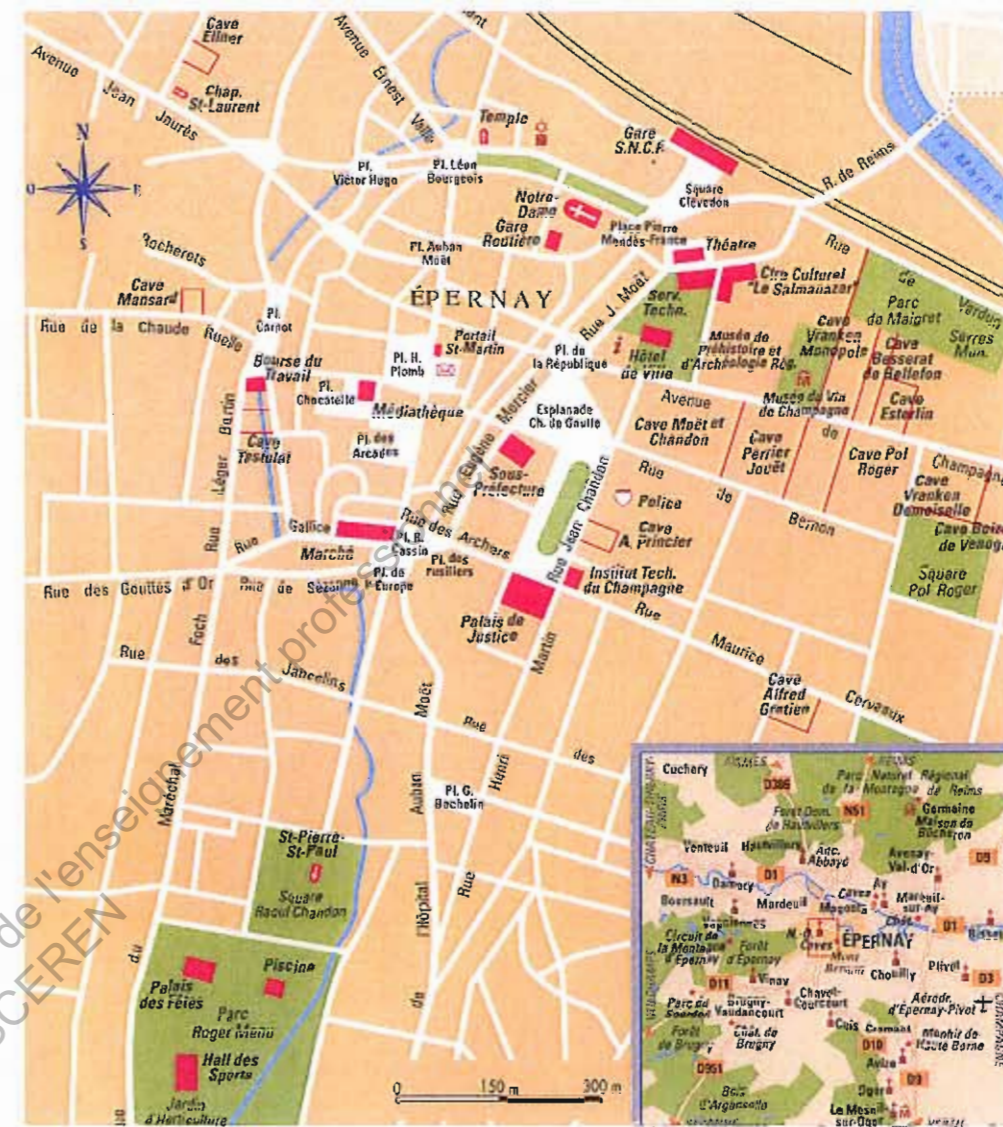 Cave
Ellner
Avenue
Jean
Jaurès
Chap.
St-Laurent
Avenue
Ernest
Vallé
Temple
Gare
S.N.C.F.
R. de Reims
La Marne
N
O
E
S
Pl.
Victor Hugo
Pl. Léon
Bourgeois
Square
Clevedon
Notre-
Dame
Gare
Routière
Place Pierre
Mendès-France
Théâtre
Rue
de
Verdun
Rocherets
Pl. Auban
Moët
Cave
Mansard
ÉPERNAY
Rue J. Moët
Serv.
Techn.
Ctre Culturel
"Le Salmanazar"
Parc
de Maigret
Serres
Mun.
Rue de la Chaude
Ruelle
Pl.
Carnot
Portail
St-Martin
Pl. H.
Plomb
Pl. de
la République
Hôtel
de Ville
Musée de
Préhistoire et
d'Archéologie Rég.
Cave
Vranken
Monopole
Cave
Besserat
de Bellefon
Bourse du
Travail
Pl.
Chocatelle
Médiathèque
Rue Eugène Mercier
Esplanade
Ch. de Gaulle
Avenue
de
Champagne
Musée du Vin
de Champagne
Cave
Esterlin
Cave Moët et
Chandon
Cave
Perrier
Jouët
Cave Pol
Roger
Léger
Bertin
Cave
Testulat
Pl. des
Arcades
Sous-
Préfecture
Rue
de
Bernon
Cave
Vranken
Demoiselle
Police
Rue Jean Chandon
Cave
A. Princier
Rue
Gallice
Marché
Rue des Archers
Pl. R.
Cassin
Pl. des
Fusiliers
Square
Pol Roger
Rue des Gouttes d'Or
Rue de Sézanne
Pl. de
l'Europe
Institut Tech.
du Champagne
Palais de
Justice
Rue
Maurice
Cerveaux
Foch
Rue
des
Jancelins
Martin
Cave
Alfred
Gratien
Moët
Rue
des
Maréchal
Auban
Henri
Pl. G.
Bachelin
St-Pierre-
St-Paul
Square
Raoul Chandon
l'Hôpital
Rue
du
de
Palais
des Fêtes
Piscine
Parc
Roger Menu
Hall des
Sports
Jardin
d'Horticulture
0
150 m
300 m
Cuchery
REIMS
D386
Parc Naturel Régional
de la Montagne de Reims
N51
Germaine
Maison du
Bûcheron
Forêt Dom.
de Hautvillers
Venteuil
Hautvillers
Anc.
Abbaye
Avenay-
Val-d'Or
D9
N3
D1
Damery
Ay
Boursault
Mardeuil
Magenta
Caves
Mareuil-
sur-Ay
Chât.
Circuit de
la Montagne
d'Épernay
Forêt
d'Épernay
N.-D.
Caves
ÉPERNAY
D1
Chouilly
Plivot
D11
Vinay
D3
Brugny-
Vaudancourt
Chavot-
Courcourt
Aérodr.
d'Épernay-Plivot
Forêt
de Brugny
Chât. de
Brugny
Cuis
Cramant
Menhir de
Haute Borne
D10
D951
Avize
Bois
d'Argensolle
Oger
D9
Le Mesnil-
sur-Oger
de l'enseignement professionnel
SCEREN